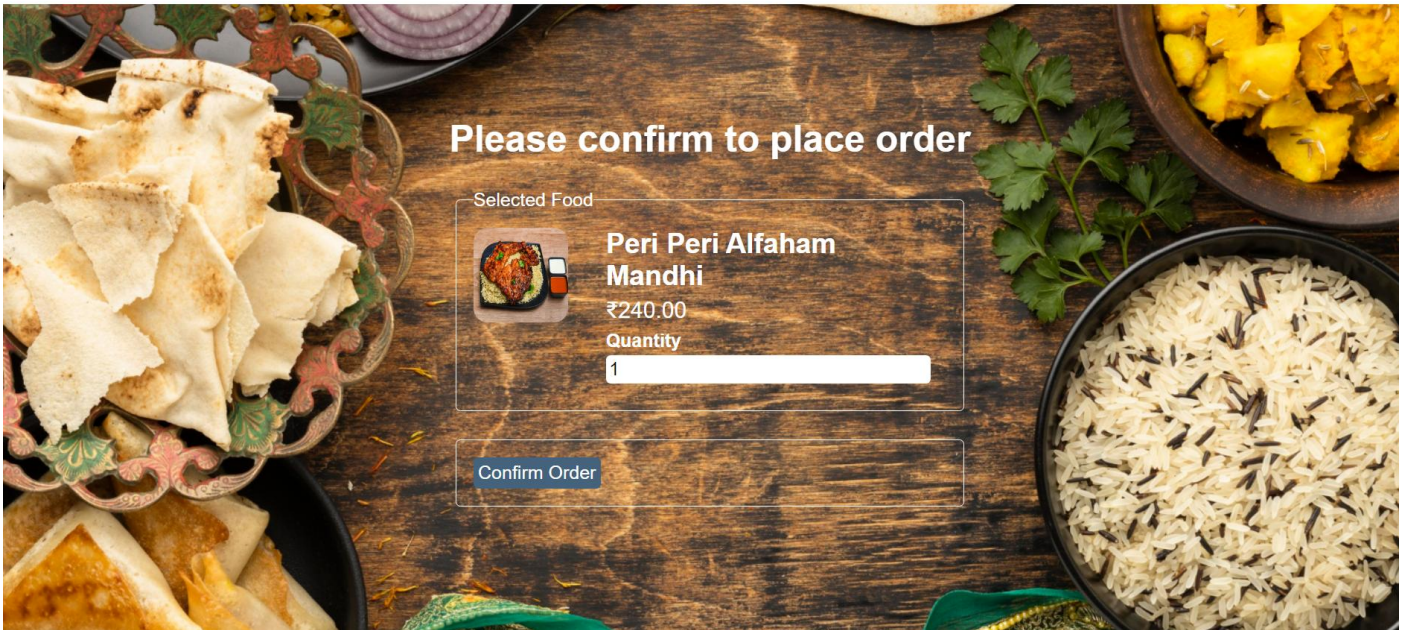 Please confirm to place order
Selected Food
Peri Peri Alfaham
Mandhi
₹240.00
Quantity
1
Confirm Order